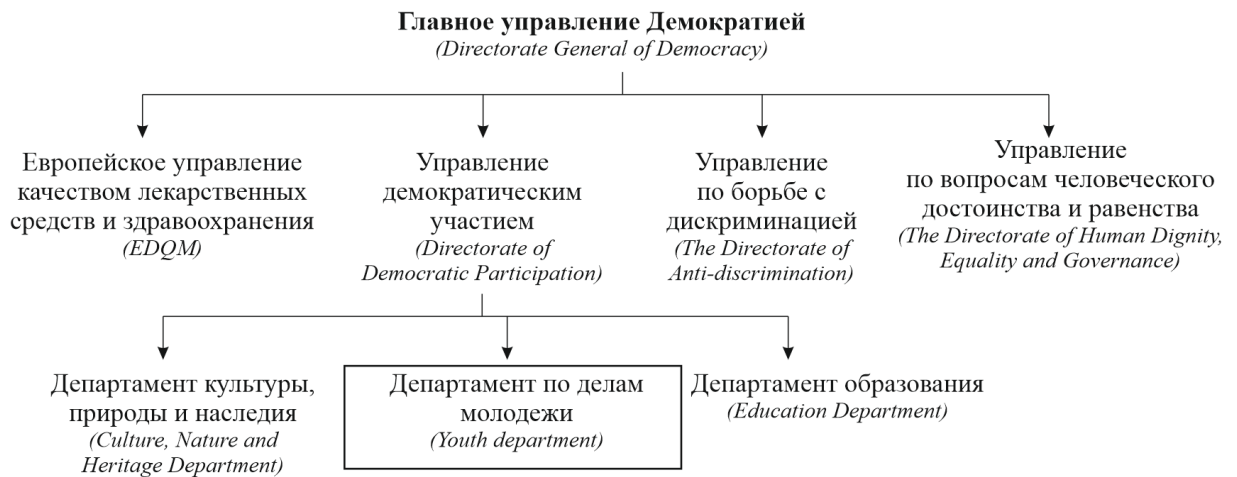 Главное управление Демократией
(Directorate General of Democracy)
Европейское управление
качеством лекарственных
средств и здравоохранения
(EDQM)
Управление
демократическим
участием
(Directorate of
Democratic Participation)
Управление
по борьбе с
дискриминацией
(The Directorate of
Anti-discrimination)
Управление
по вопросам человеческого
достоинства и равенства
(The Directorate of Human Dignity,
Equality and Governance)
Департамент культуры,
природы и наследия
(Culture, Nature and
Heritage Department)
Департамент по делам
молодежи
(Youth department)
Департамент образования
(Education Department)